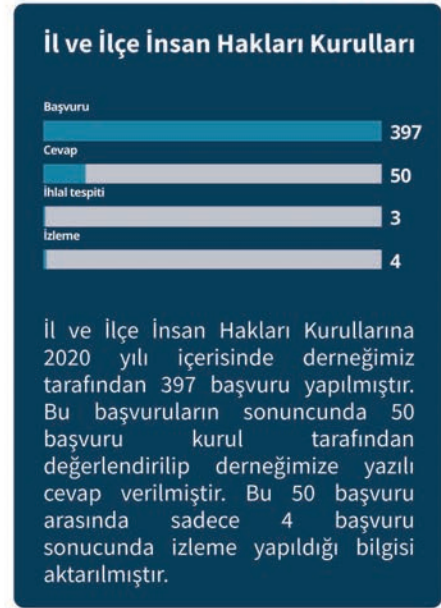 İl ve İlçe İnsan Hakları Kurulları
Başvuru
397
Cevap
50
İhlal tespiti
3
İzleme
4
İl ve İlçe İnsan Hakları Kurullarına
2020 yılı içerisinde derneğimiz
tarafından 397 başvuru yapılmıştır.
Bu başvuruların sonuncunda 50
başvuru kurul tarafından
değerlendirilip derneğimize yazılı
cevap verilmiştir. Bu 50 başvuru
arasında sadece 4 başvuru
sonucunda izleme yapıldığı bilgisi
aktarılmıştır.